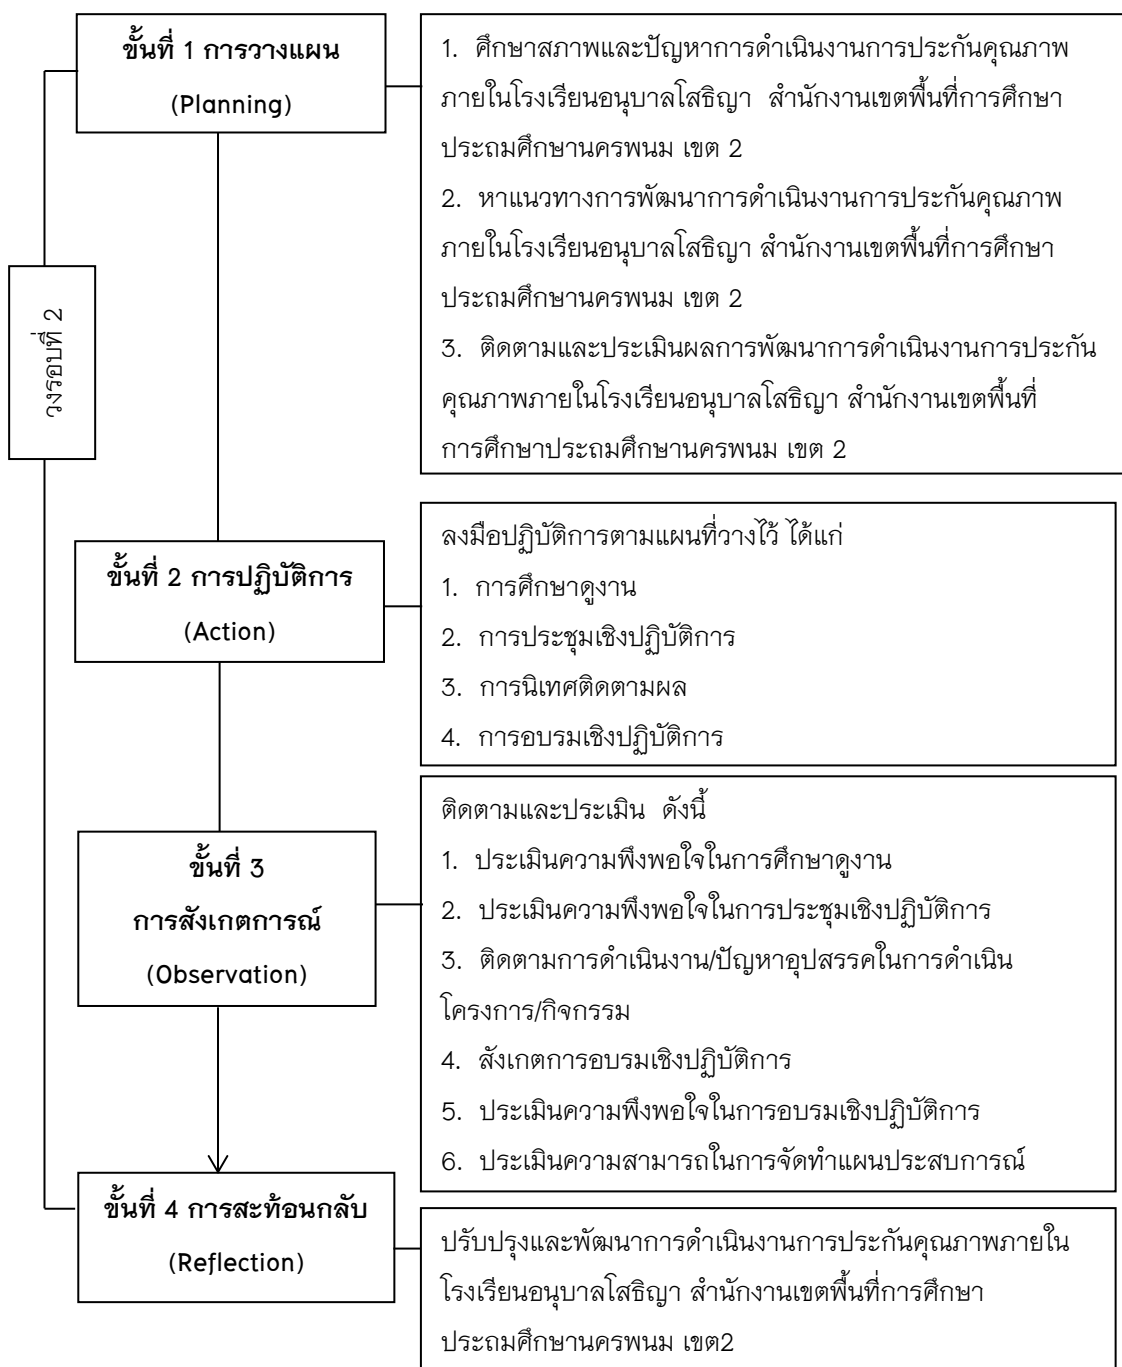 ขั้นที่ 1 การวางแผน
(Planning)
1. ศึกษาสภาพและปัญหาการดำเนินงานการประกันคุณภาพ
ภายในโรงเรียนอนุบาลโสธิญา สำนักงานเขตพื้นที่การศึกษา
ประถมศึกษานครพนม เขต 2
2. หาแนวทางการพัฒนาการดำเนินงานการประกันคุณภาพ
ภายในโรงเรียนอนุบาลโสธิญา สำนักงานเขตพื้นที่การศึกษา
ประถมศึกษานครพนม เขต 2
3. ติดตามและประเมินผลการพัฒนาการดำเนินงานการประกัน
คุณภาพภายในโรงเรียนอนุบาลโสธิญา สำนักงานเขตพื้นที่
การศึกษาประถมศึกษานครพนม เขต 2
วงรอบที่ 2
ขั้นที่ 2 การปฏิบัติการ
(Action)
ลงมือปฏิบัติการตามแผนที่วางไว้ ได้แก่
1. การศึกษาดูงาน
2. การประชุมเชิงปฏิบัติการ
3. การนิเทศติดตามผล
4. การอบรมเชิงปฏิบัติการ
ขั้นที่ 3
การสังเกตการณ์
(Observation)
ติดตามและประเมิน ดังนี้
1. ประเมินความพึงพอใจในการศึกษาดูงาน
2. ประเมินความพึงพอใจในการประชุมเชิงปฏิบัติการ
3. ติดตามการดำเนินงาน/ปัญหาอุปสรรคในการดำเนิน
โครงการ/กิจกรรม
4. สังเกตการอบรมเชิงปฏิบัติการ
5. ประเมินความพึงพอใจในการอบรมเชิงปฏิบัติการ
6. ประเมินความสามารถในการจัดทำแผนประสบการณ์
ขั้นที่ 4 การสะท้อนกลับ
(Reflection)
ปรับปรุงและพัฒนาการดำเนินงานการประกันคุณภาพภายใน
โรงเรียนอนุบาลโสธิญา สำนักงานเขตพื้นที่การศึกษา
ประถมศึกษานครพนม เขต2